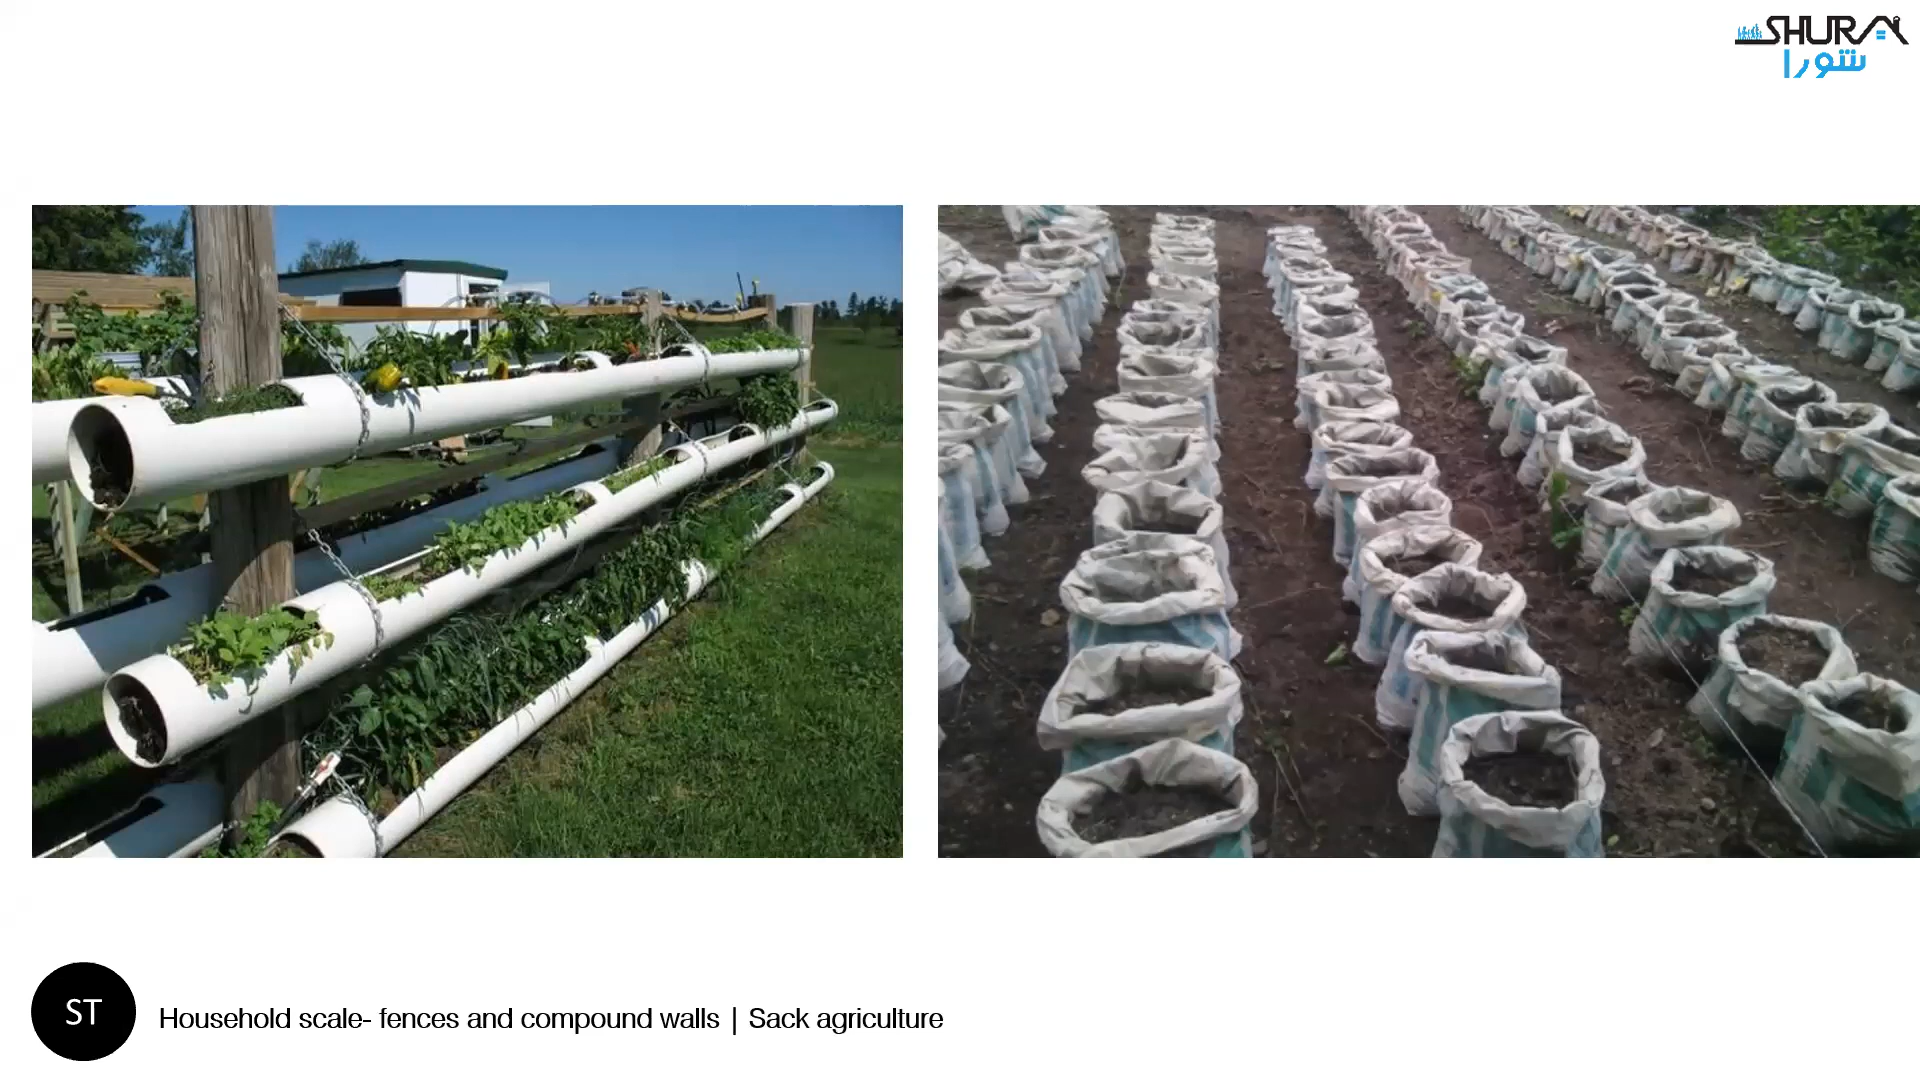 SHURA
شورا
ST
Household scale- fences and compound walls | Sack agriculture